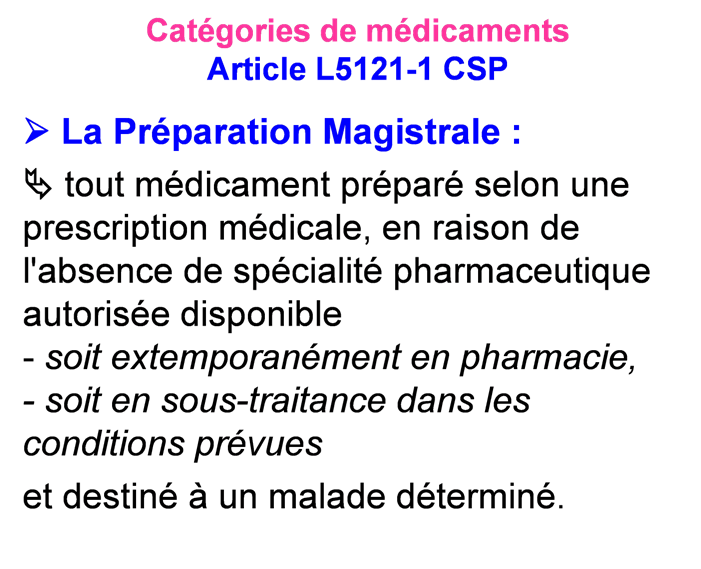 Catégories de médicaments
Article L5121-1 CSP
➢ La Préparation Magistrale :
⮱ tout médicament préparé selon une
prescription médicale, en raison de
l'absence de spécialité pharmaceutique
autorisée disponible
- soit extemporanément en pharmacie,
- soit en sous-traitance dans les
conditions prévues
et destiné à un malade déterminé.